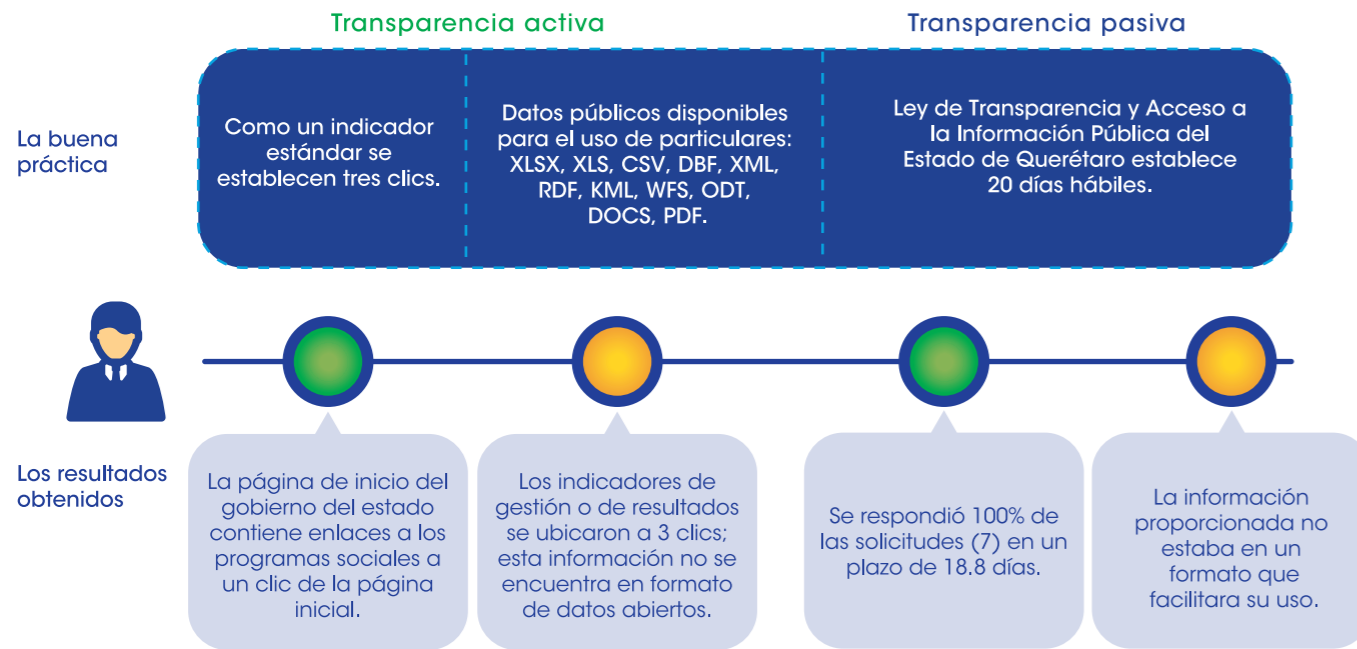 Transparencia activa
Transparencia pasiva
La buena
práctica
Como un indicador
estándar se
establecen tres clics.
Datos públicos disponibles
para el uso de particulares:
XLSX, XLS, CSV, DBF, XML,
RDF, KML, WFS, ODT,
DOCS, PDF.
Ley de Transparencia y Acceso a
la Información Pública del
Estado de Querétaro establece
20 días hábiles.
Los resultados
obtenidos
La página de inicio del
gobierno del estado
contiene enlaces a los
programas sociales a
un clic de la página
inicial.
Los indicadores de
gestión o de resultados
se ubicaron a 3 clics;
esta información no se
encuentra en formato
de datos abiertos.
Se respondió 100% de
las solicitudes (7) en un
plazo de 18.8 días.
La información
proporcionada no
estaba en un
formato que
facilitara su uso.